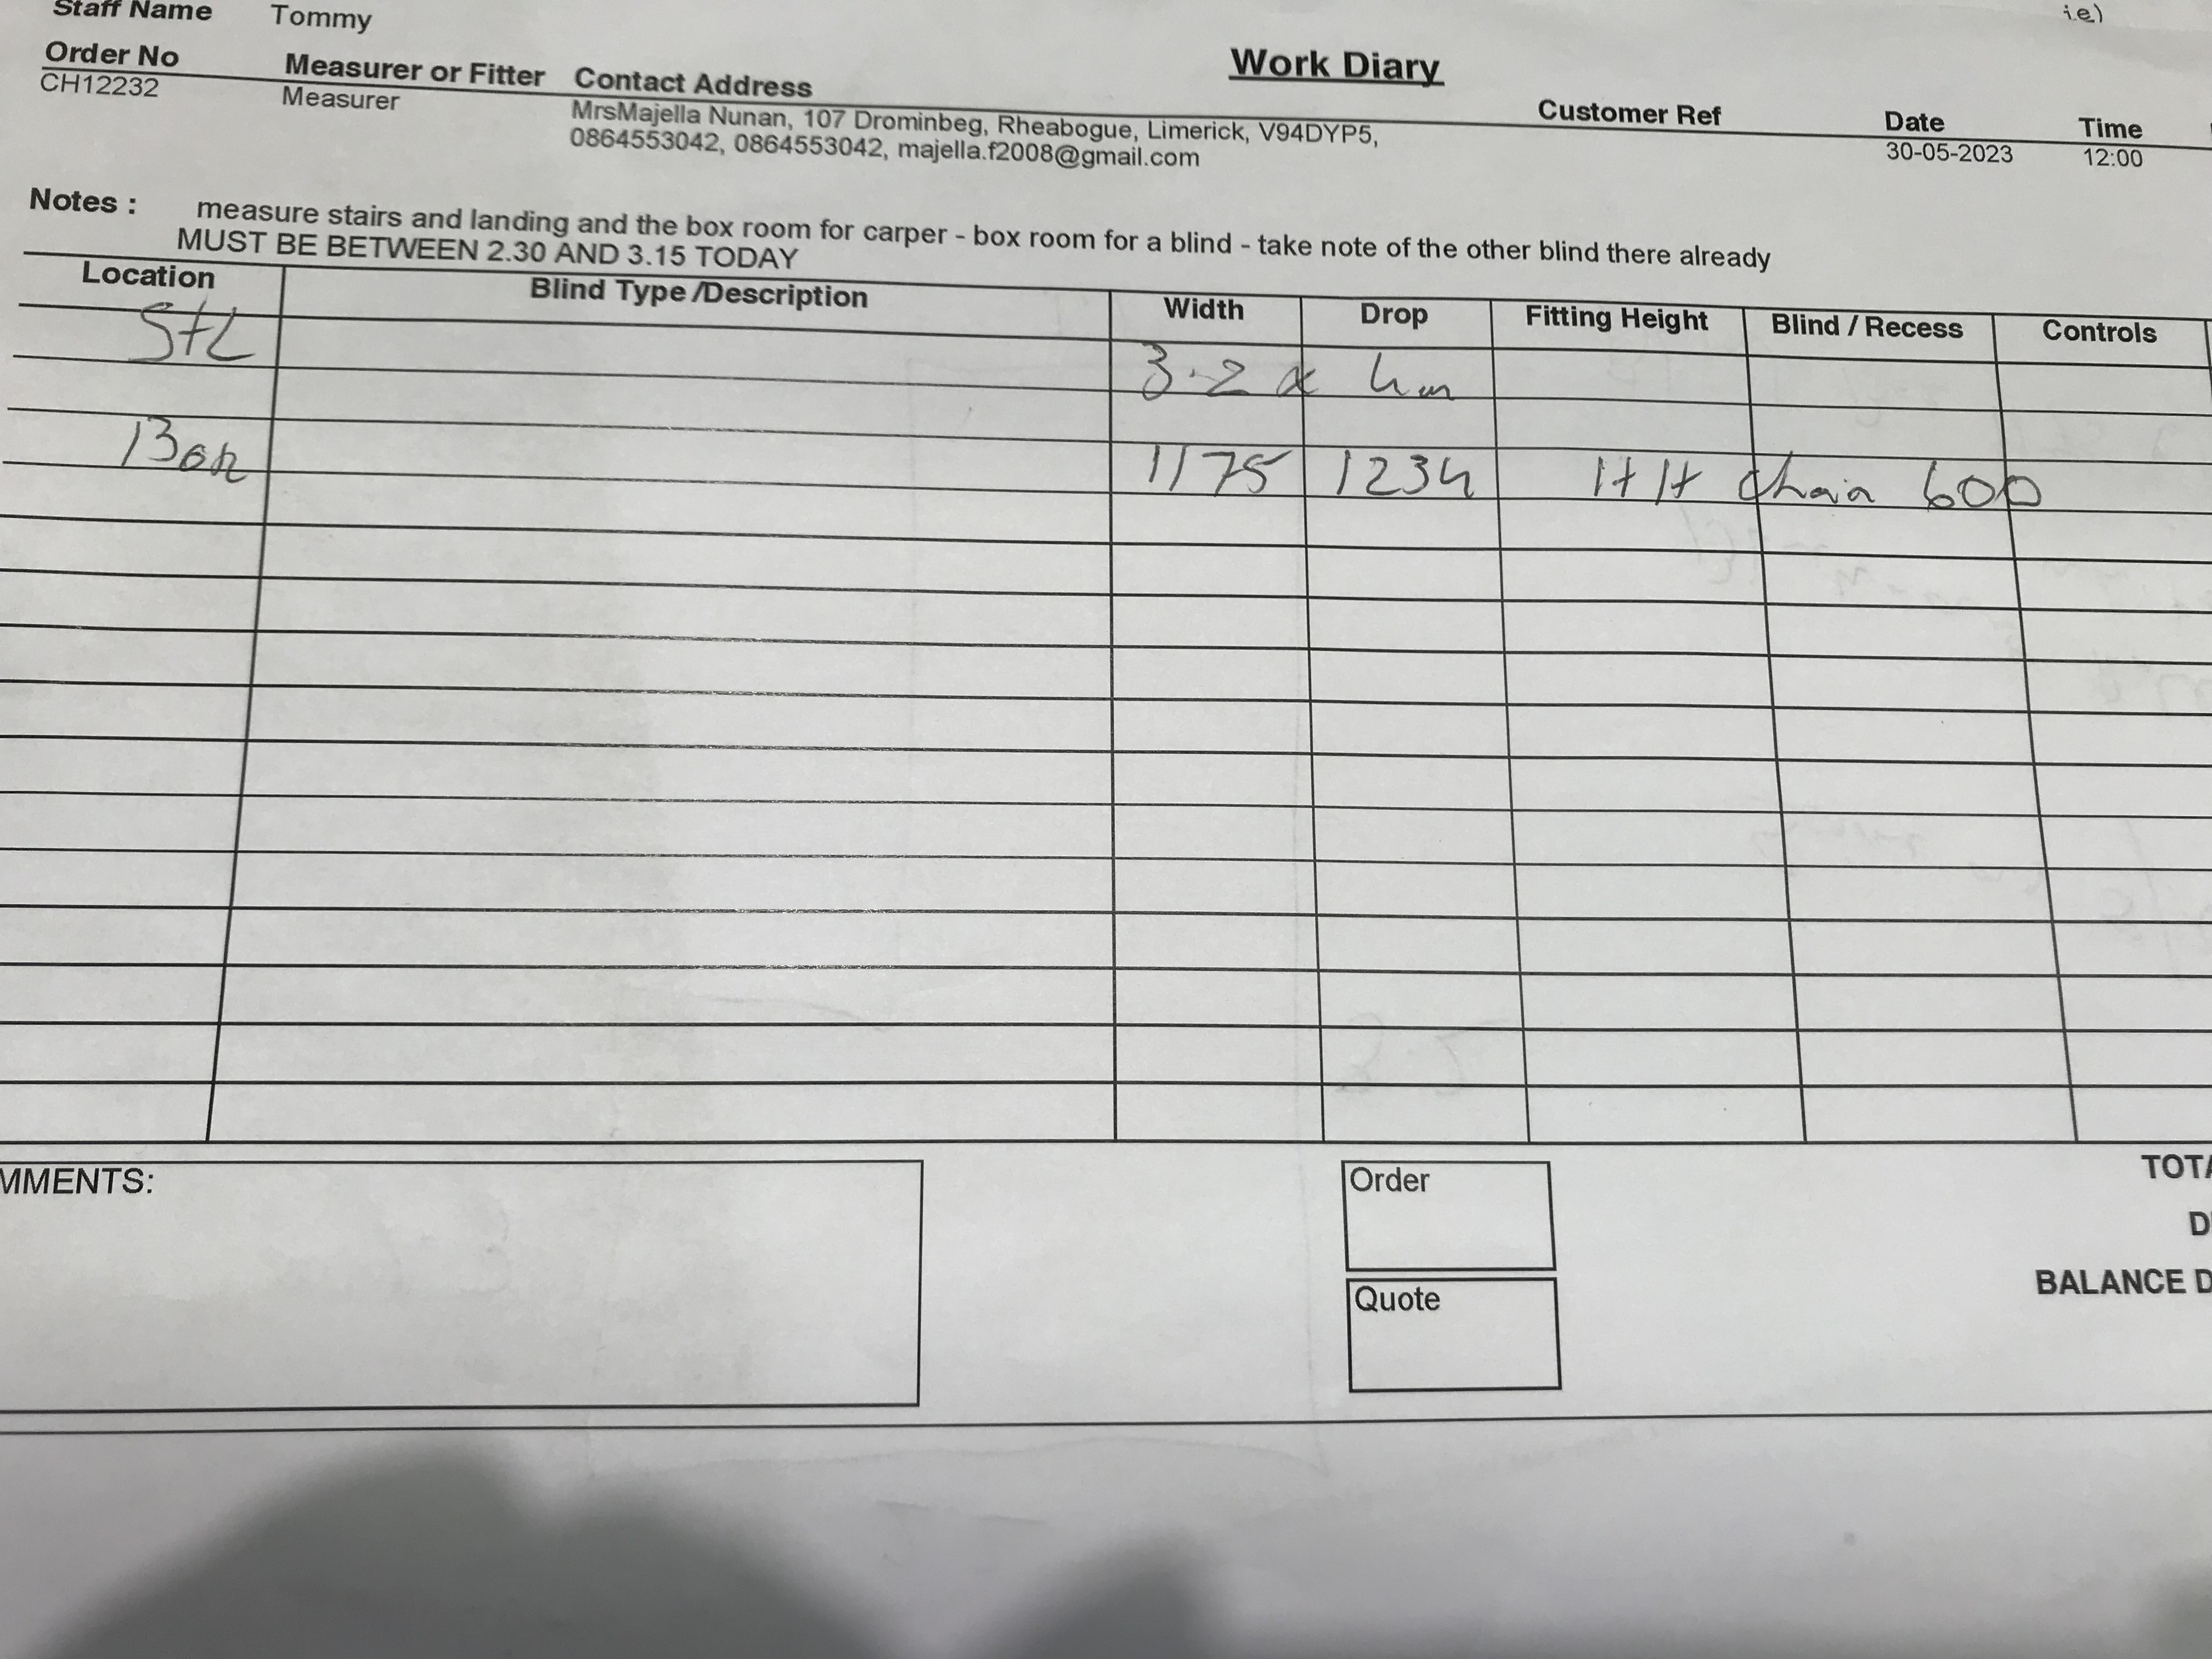 i.e)
Staff Name Tommy
Work Diary
Order No Measurer or Fitter Contact Address Customer Ref Date Time
CH12232 Measurer MrsMajella Nunan, 107 Drominbeg, Rheabogue, Limerick, V94DYP5, 30-05-2023 12:00
0864553042, 0864553042, majella.f2008@gmail.com
Notes : measure stairs and landing and the box room for carper - box room for a blind - take note of the other blind there already
MUST BE BETWEEN 2.30 AND 3.15 TODAY
Location Blind Type /Description Width Drop Fitting Height Blind / Recess Controls
S+L 3.2 x 4m
Box 1175 1234 Chain 600
MMENTS:
Order
Quote
TOTA
D
BALANCE D